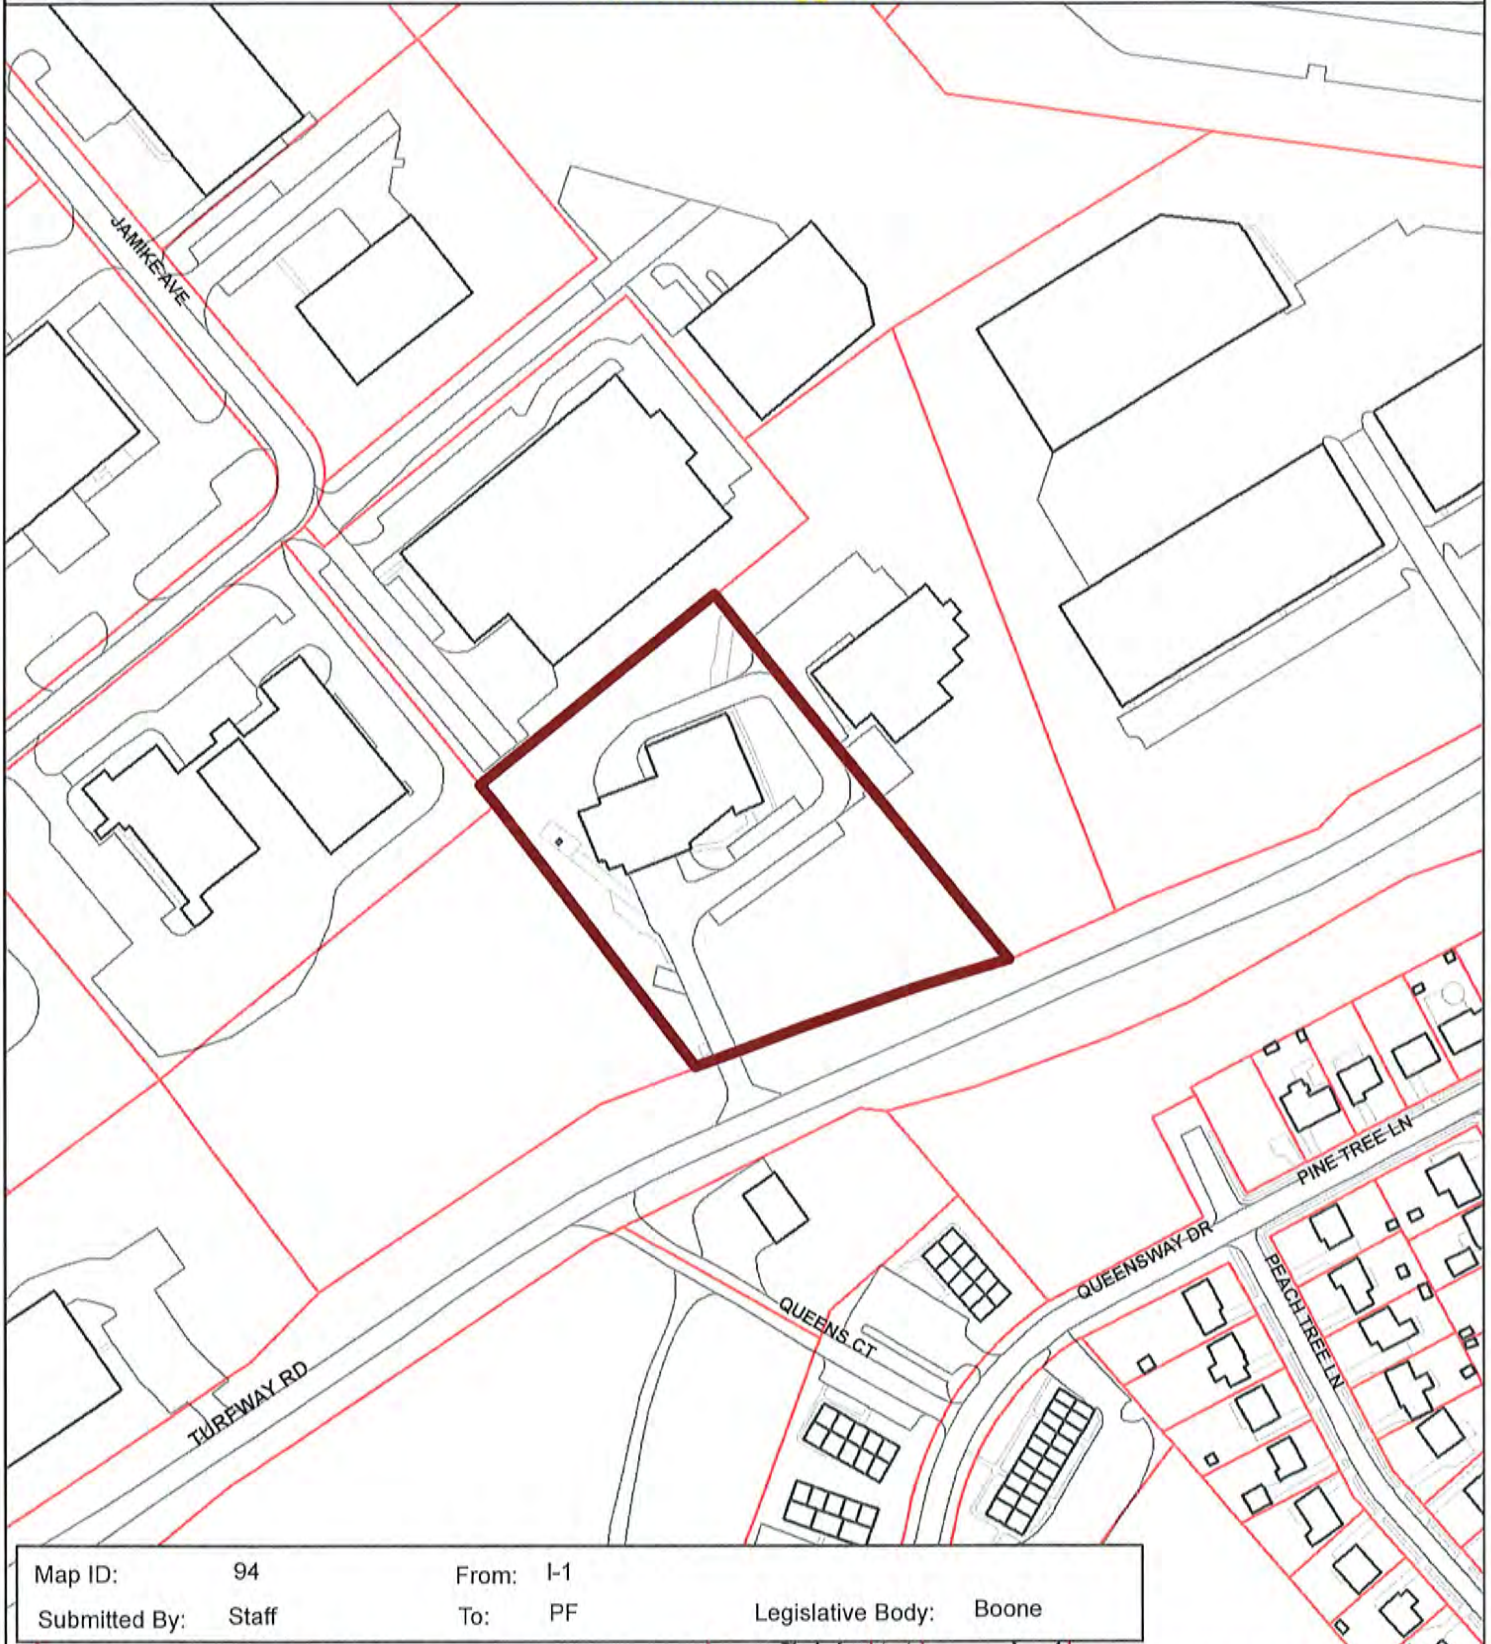 JAMIKE AVE
PINE TREE LN
QUEENSWAY DR
PEACH TREE LN
QUEENS CT
TURFWAY RD
Map ID: 94 From: I-1
Submitted By: Staff To: PF Legislative Body: Boone